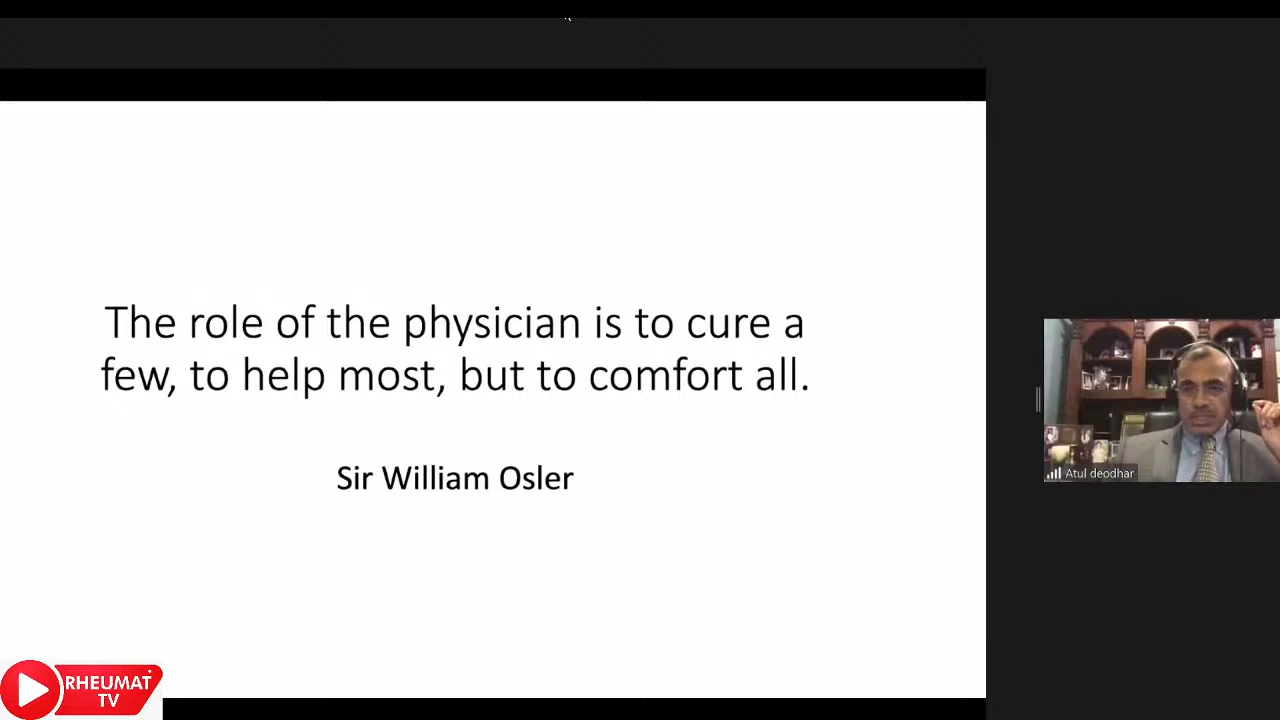 The role of the physician is to cure a
few, to help most, but to comfort all.
Sir William Osler
Atul deodhar
RHEUMAT
TV